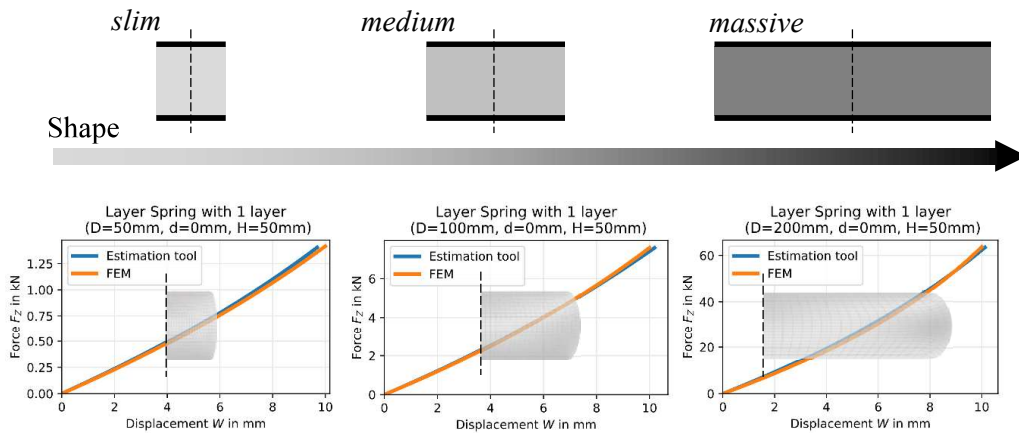 slim
medium
massive
Shape
Layer Spring with 1 layer
(D=50mm, d=0mm, H=50mm)
Estimation tool
FEM
Force F_Z in kN
1.25
1.00
0.75
0.50
0.25
0.00
0 2 4 6 8 10
Displacement W in mm
Layer Spring with 1 layer
(D=100mm, d=0mm, H=50mm)
Estimation tool
FEM
Force F_Z in kN
6
4
2
0
0 2 4 6 8 10
Displacement W in mm
Layer Spring with 1 layer
(D=200mm, d=0mm, H=50mm)
Estimation tool
FEM
Force F_Z in kN
60
40
20
0
0 2 4 6 8 10
Displacement W in mm